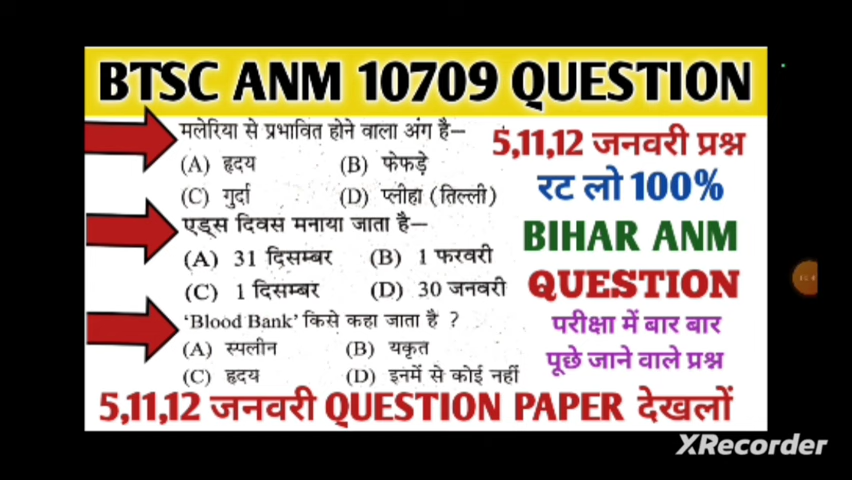 BTSC ANM 10709 QUESTION
मलेरिया से प्रभावित होने वाला अंग है–
(A) हृदय (B) फेफड़े
(C) गुर्दा (D) प्लीहा (तिल्ली)
एड्स दिवस मनाया जाता है–
(A) 31 दिसम्बर (B) 1 फरवरी
(C) 1 दिसम्बर (D) 30 जनवरी
'Blood Bank' किसे कहा जाता है ?
(A) स्पलीन (B) यकृत
(C) हृदय (D) इनमें से कोई नहीं
5,11,12 जनवरी प्रश्न
रट लो 100%
BIHAR ANM
QUESTION
परीक्षा में बार बार
पूछे जाने वाले प्रश्न
5,11,12 जनवरी QUESTION PAPER देखलों
XRecorder